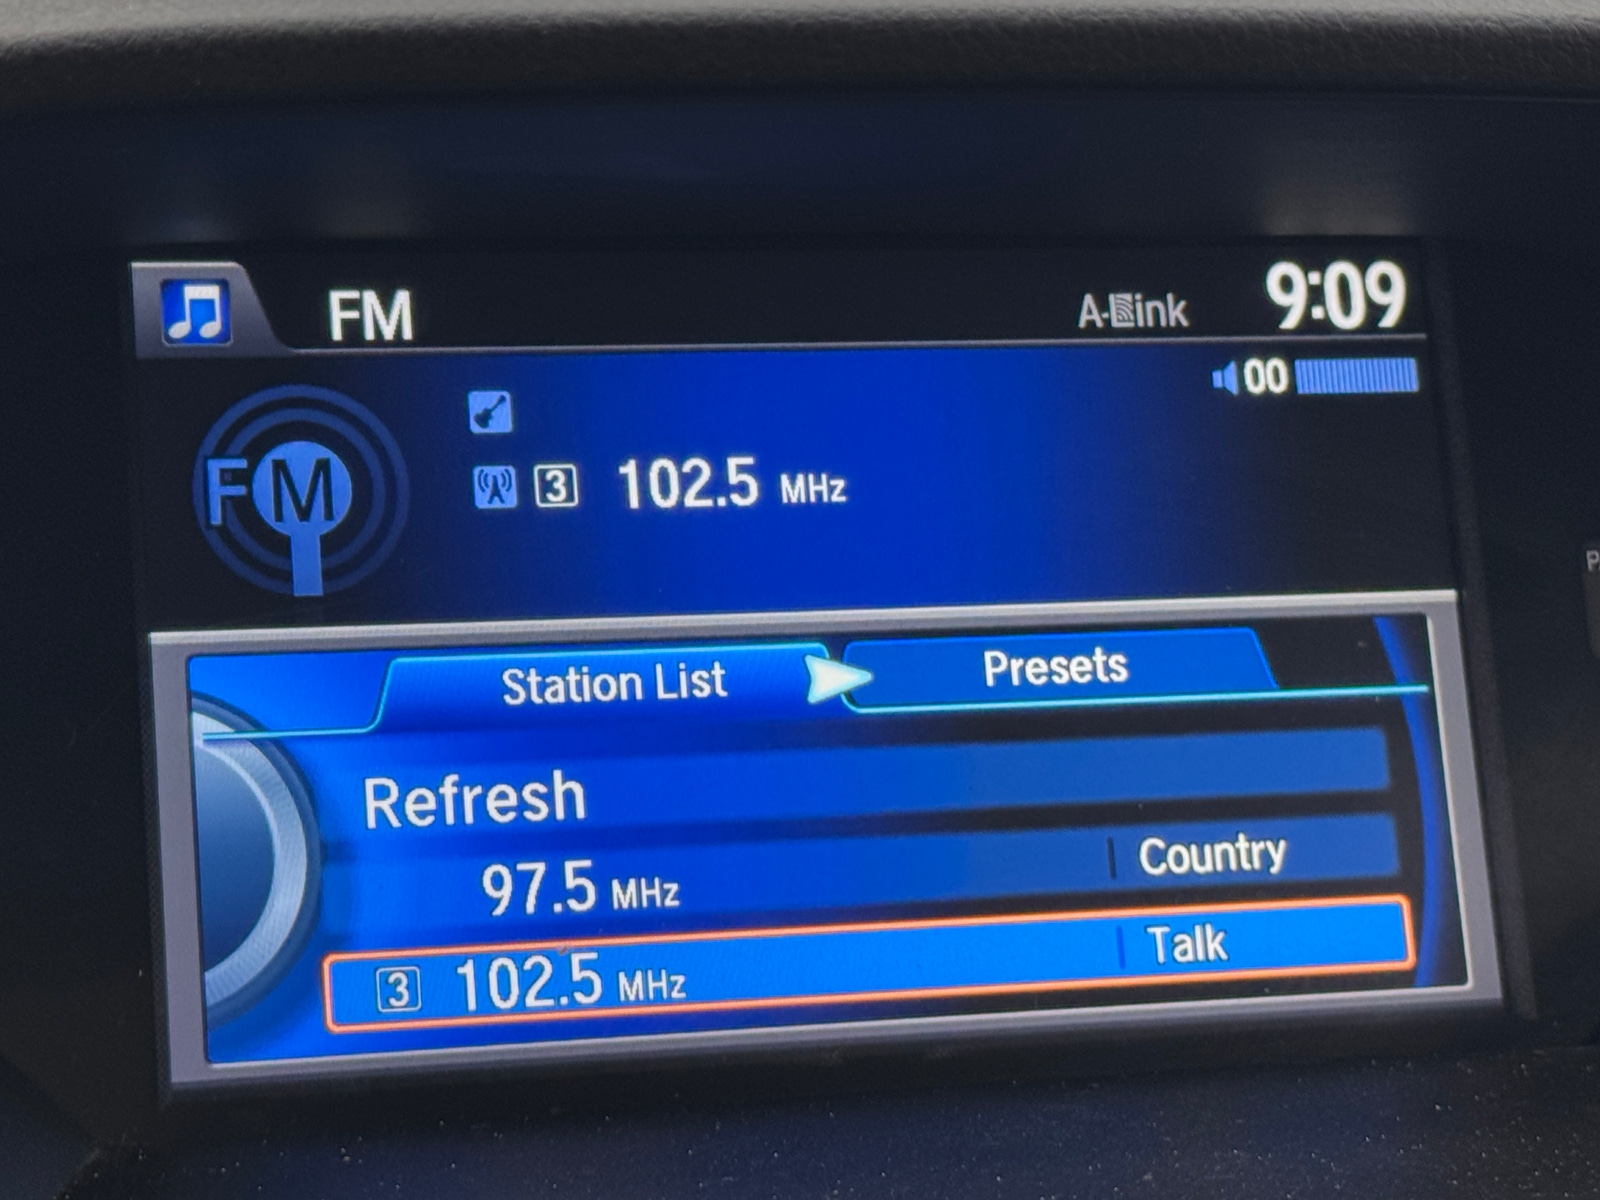 FM
A-Link
9:09
00
FM
3 102.5 MHz
Station List
Presets
Refresh
97.5 MHz Country
3 102.5 MHz Talk